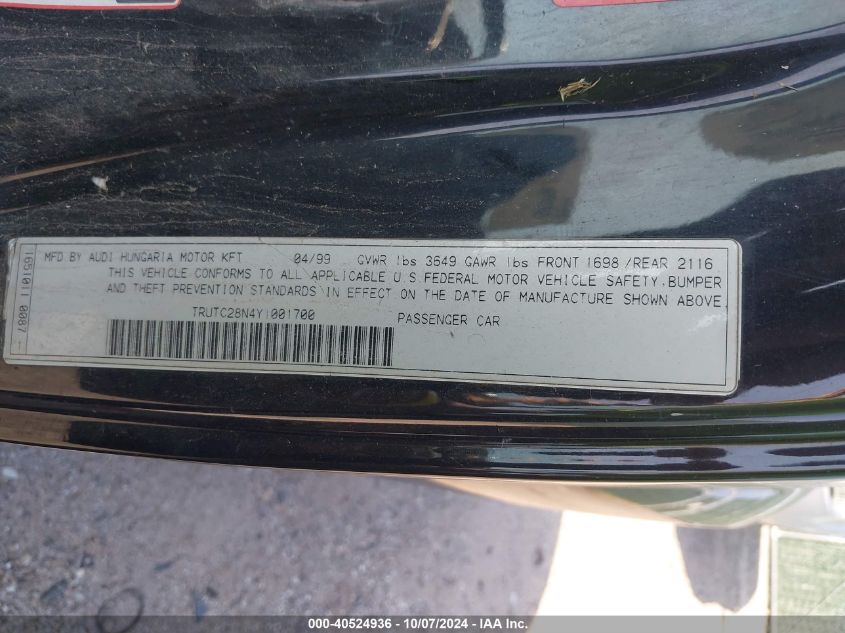 MFD BY AUDI HUNGARIA MOTOR KFT 04/99 GVWR lbs 3649 GAWR lbs FRONT 1698 /REAR 2116
THIS VEHICLE CONFORMS TO ALL APPLICABLE U.S.FEDERAL MOTOR VEHICLE SAFETY.BUMPER
AND THEFT PREVENTION STANDARDS IN EFFECT ON THE DATE OF MANUFACTURE SHOWN ABOVE.
TRUTC28N4Y1001700 PASSENGER CAR
1651011 0087
000-40524936 - 10/07/2024 - IAA Inc.